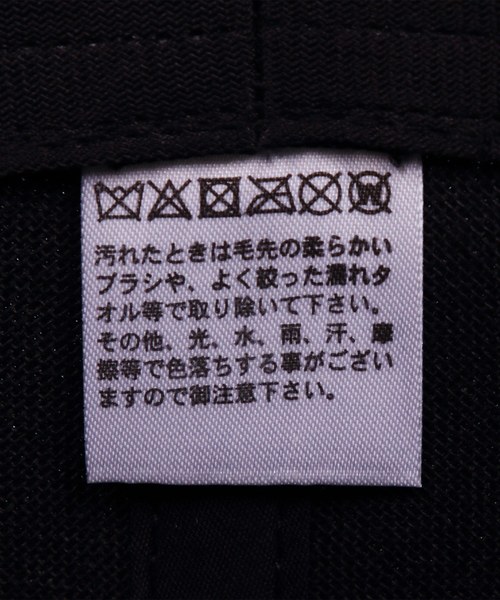 W
汚れたときは毛先の柔らかい
ブラシや、よく絞った濡れタ
オル等で取り除いて下さい。
その他、光、水、雨、汗、摩
擦等で色落ちする事がござい
ますので御注意下さい。